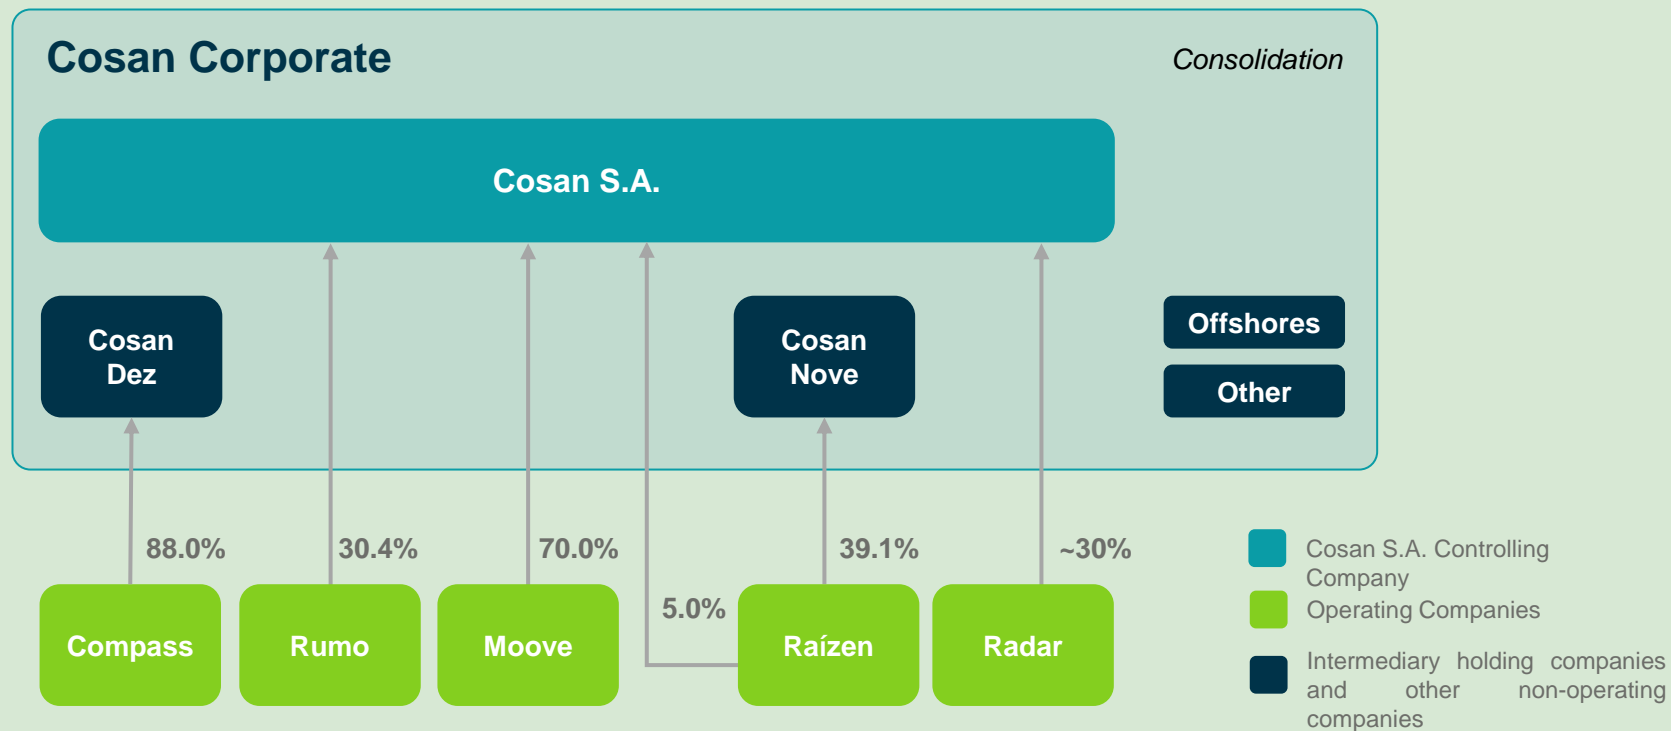 Cosan Corporate
Consolidation
Cosan S.A.
Cosan
Dez
Cosan
Nove
Offshores
Other
88.0%
30.4%
70.0%
5.0%
39.1%
~30%
Compass
Rumo
Moove
Raízen
Radar
Cosan S.A. Controlling
Company
Operating Companies
Intermediary holding companies
and other non-operating
companies